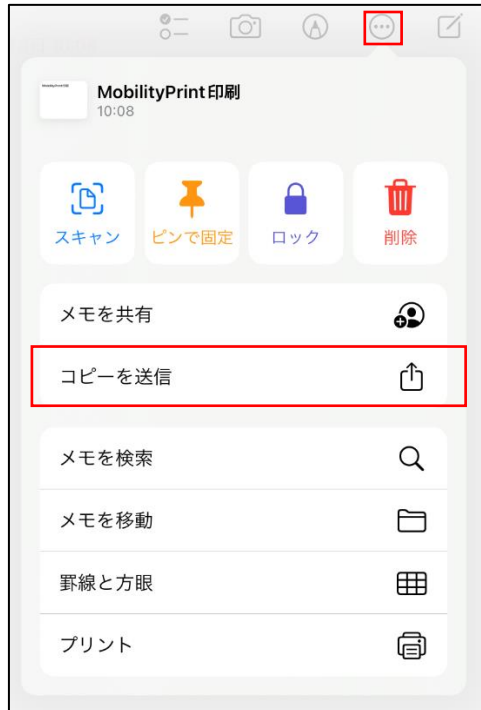 MobilityPrint印刷
10:08
スキャン
ピンで固定
ロック
削除
メモを共有
コピーを送信
メモを検索
メモを移動
罫線と方眼
プリント